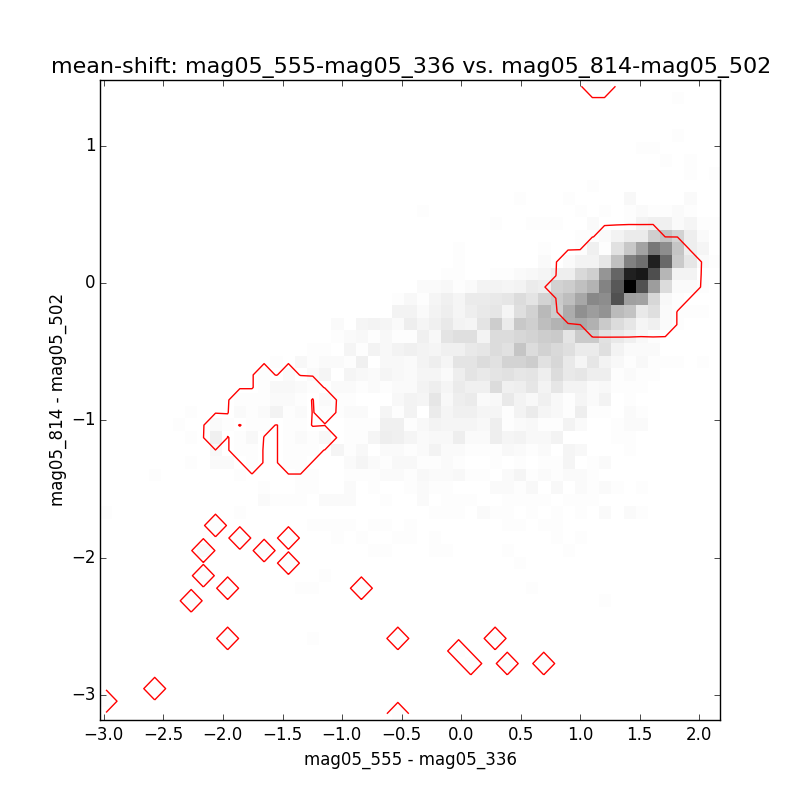 mean-shift: mag05_555-mag05_336 vs. mag05_814-mag05_502
1
0
−1
−2
−3
mag05_814 - mag05_502
−3.0 −2.5 −2.0 −1.5 −1.0 −0.5 0.0 0.5 1.0 1.5 2.0
mag05_555 - mag05_336